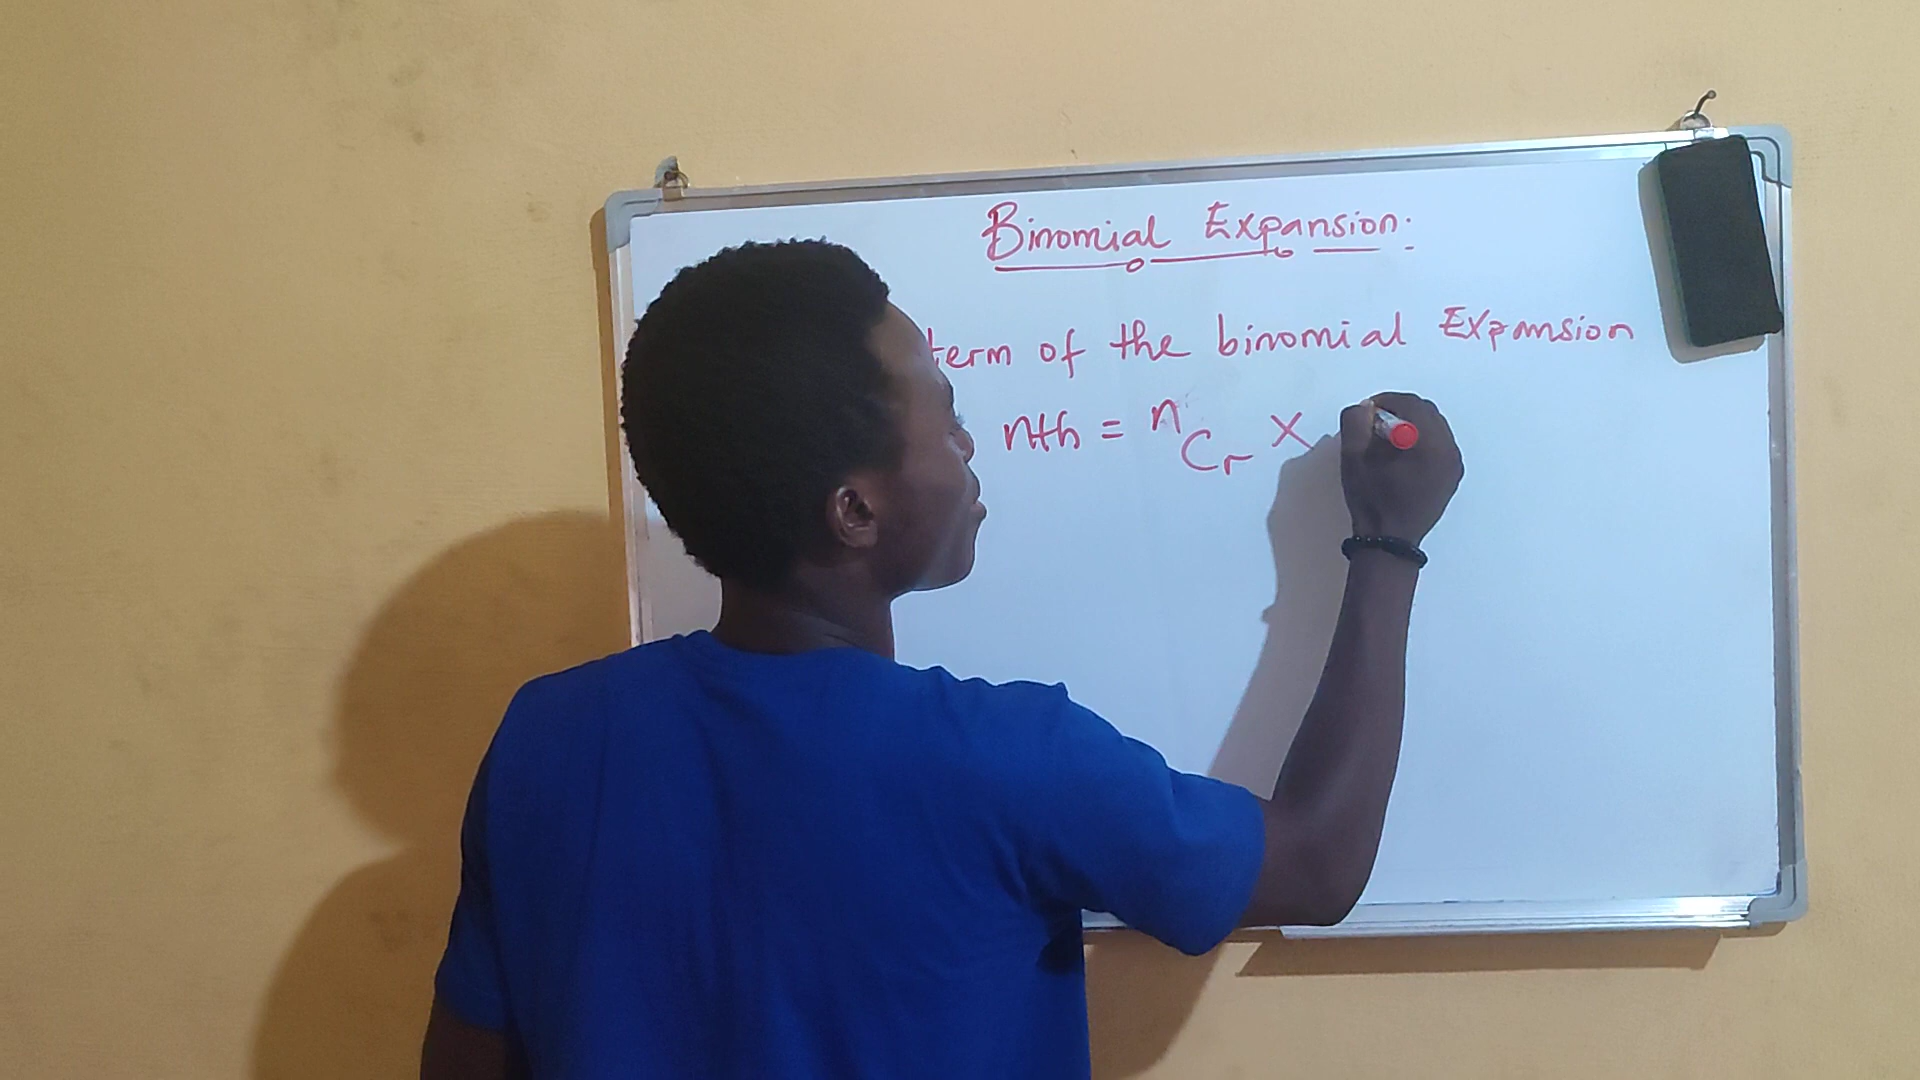 Binomial Expansion.
term of the binomial Expansion
nth = nCr ×